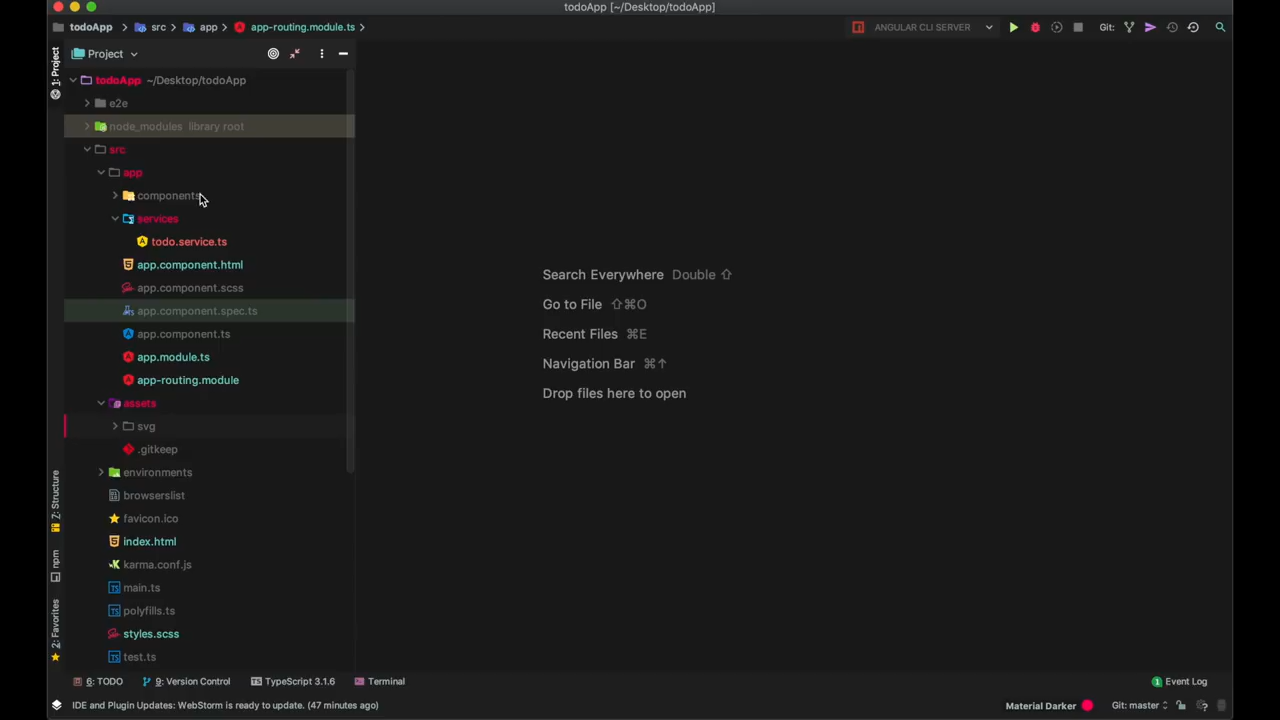 todoApp [~/Desktop/todoApp]
todoApp src app app-routing.module.ts ANGULAR CLI SERVER Git:
1: Project
Project
todoApp ~/Desktop/todoApp
e2e
node_modules library root
src
app
components
services
todo.service.ts
app.component.html
app.component.scss
app.component.spec.ts
app.component.ts
app.module.ts
app-routing.module
assets
svg
.gitkeep
environments
browserslist
favicon.ico
index.html
karma.conf.js
main.ts
polyfills.ts
styles.scss
test.ts
Search Everywhere Double ⇧
Go to File ⇧⌘O
Recent Files ⌘E
Navigation Bar ⌘↑
Drop files here to open
Z: Structure
npm
2: Favorites
6: TODO 9: Version Control TypeScript 3.1.6 Terminal 1 Event Log
IDE and Plugin Updates: WebStorm is ready to update. (47 minutes ago) Material Darker Git: master